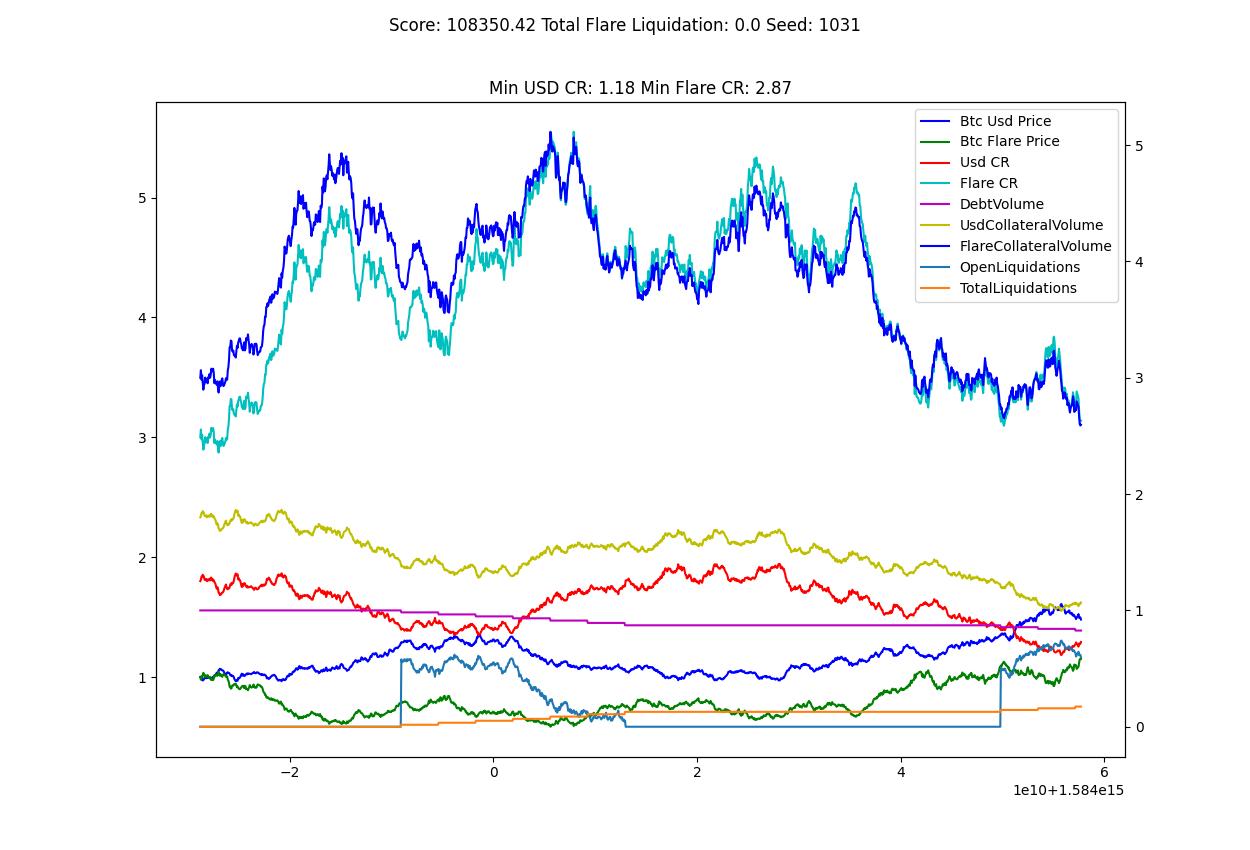 Score: 108350.42 Total Flare Liquidation: 0.0 Seed: 1031
Min USD CR: 1.18 Min Flare CR: 2.87
Btc Usd Price
Btc Flare Price
Usd CR
Flare CR
DebtVolume
UsdCollateralVolume
FlareCollateralVolume
OpenLiquidations
TotalLiquidations
5
4
3
2
1
5
4
3
2
1
0
−2 0 2 4 6
1e10+1.584e15